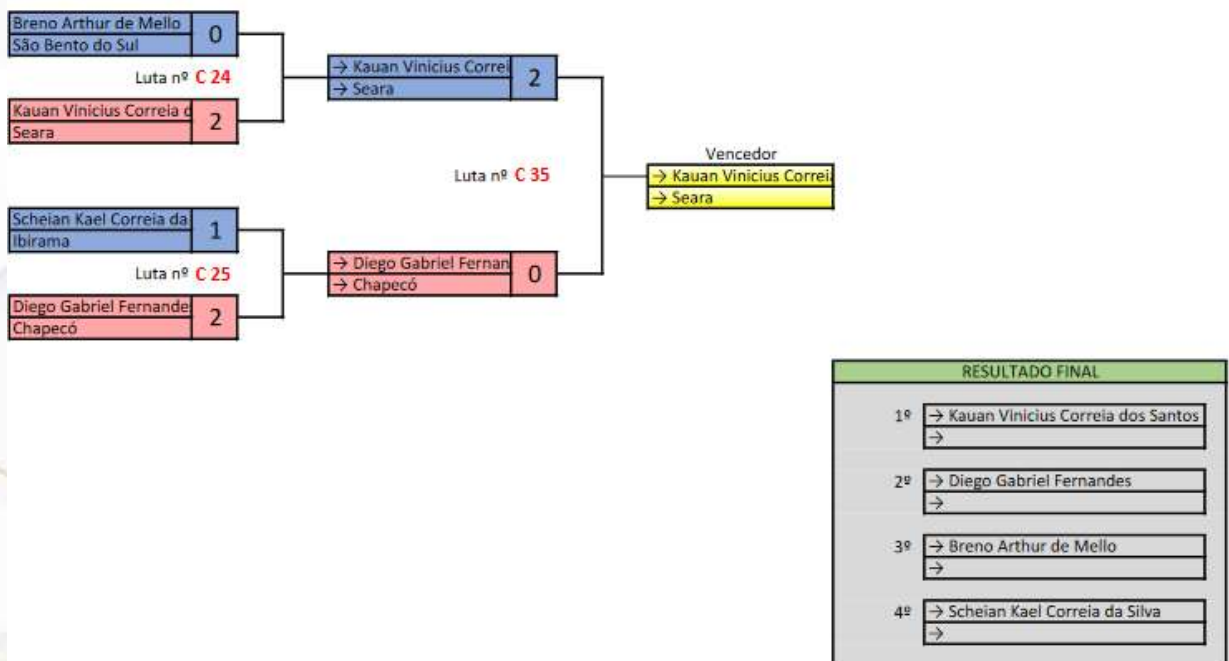 Breno Arthur de Mello
São Bento do Sul
0
Luta nº C 24
Kauan Vinicius Correia d
Seara
2
→ Kauan Vinicius Correi
→ Seara
2
Luta nº C 35
Vencedor
→ Kauan Vinicius Correia
→ Seara
Scheian Kael Correia da
Ibirama
1
Luta nº C 25
Diego Gabriel Fernande
Chapecó
2
→ Diego Gabriel Fernan
→ Chapecó
0
RESULTADO FINAL
1º → Kauan Vinicius Correia dos Santos
→
2º → Diego Gabriel Fernandes
→
3º → Breno Arthur de Mello
→
4º → Scheian Kael Correia da Silva
→